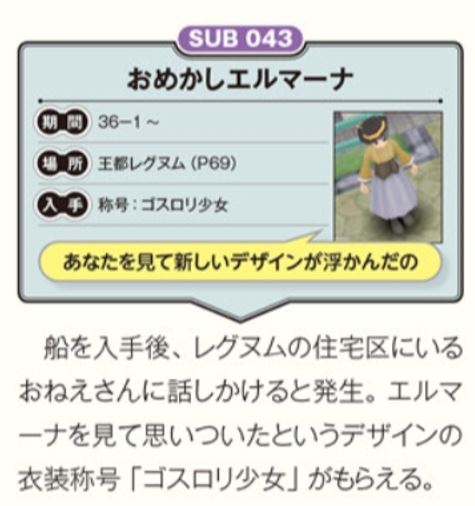 SUB 043
おめかしエルマーナ
期間 36−1～
場所 王都レグヌム（P69）
入手 称号：ゴスロリ少女
あなたを見て新しいデザインが浮かんだの
船を入手後、レグヌムの住宅区にいる
おねえさんに話しかけると発生。エルマ
ーナを見て思いついたというデザインの
衣装称号「ゴスロリ少女」がもらえる。